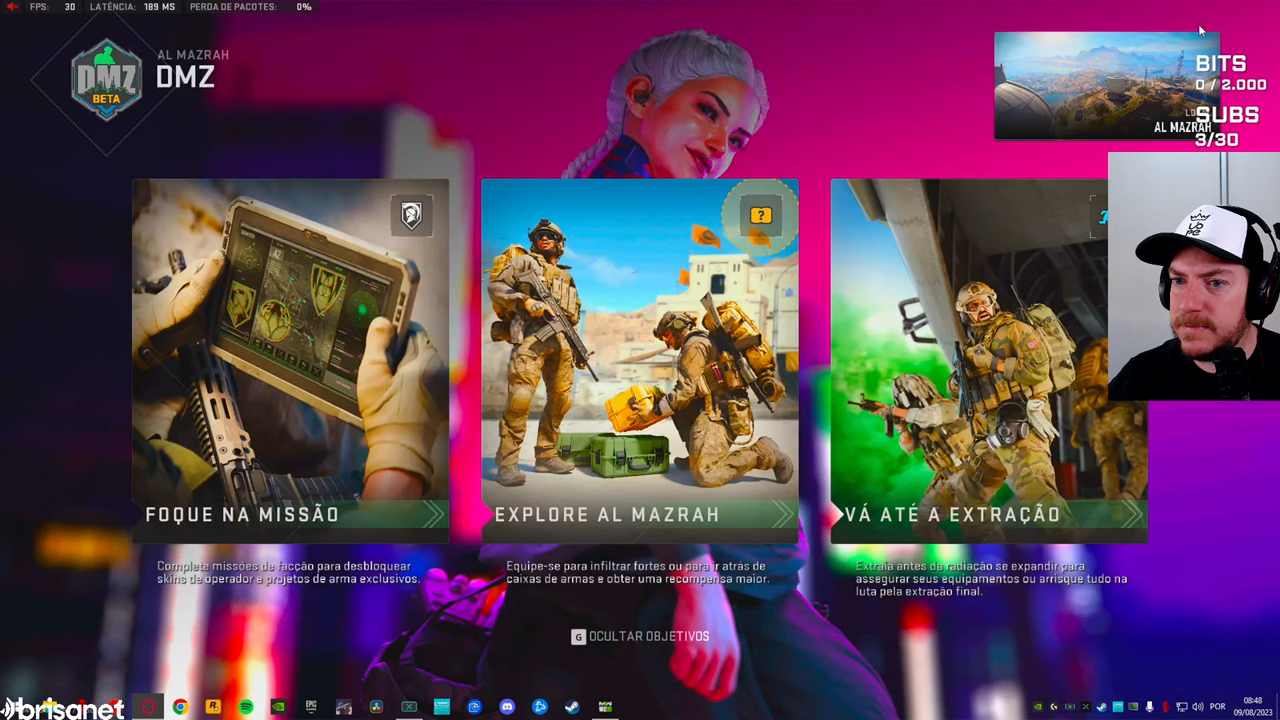 FPS: 30 LATÊNCIA: 189 MS PERDA DE PACOTES: 0%
DMZ
BETA
AL MAZRAH
DMZ
AL MAZRAH
BITS
0 / 2.000
SUBS
3/30
?
FOQUE NA MISSÃO
Complete missões de facção para desbloquear
skins de operador e projetos de arma exclusivos.
EXPLORE AL MAZRAH
Equipe-se para infiltrar fortes ou para ir atrás de
caixas de armas e obter uma recompensa maior.
VÁ ATÉ A EXTRAÇÃO
Extraia antes da radiação se expandir para
assegurar seus equipamentos ou arrisque tudo na
luta pela extração final.
G OCULTAR OBJETIVOS
brisanet
EPIC
POR
08:48
09/08/2023